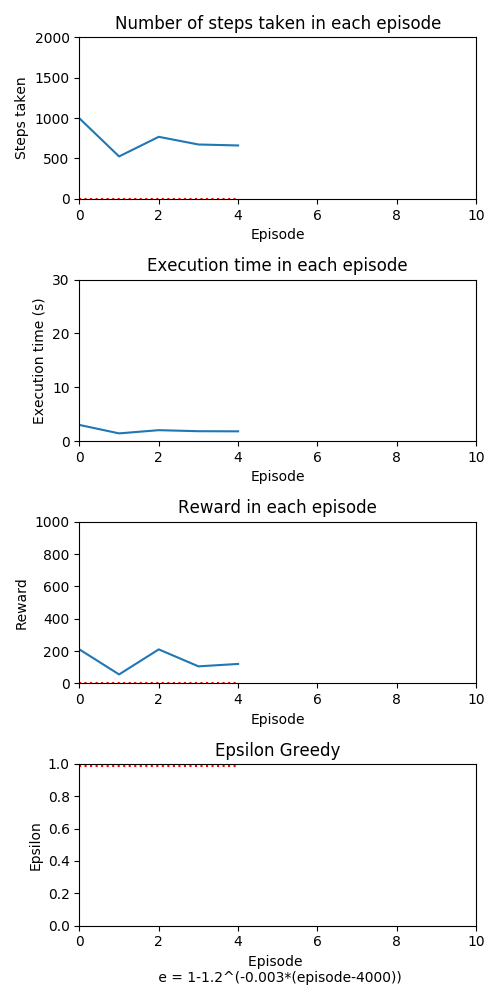 Number of steps taken in each episode
2000
1500
1000
500
0
Steps taken
0 2 4 6 8 10
Episode
Execution time in each episode
30
20
10
0
Execution time (s)
0 2 4 6 8 10
Episode
Reward in each episode
1000
800
600
400
200
0
Reward
0 2 4 6 8 10
Episode
Epsilon Greedy
1.0
0.8
0.6
0.4
0.2
0.0
Epsilon
0 2 4 6 8 10
Episode
e = 1-1.2^(-0.003*(episode-4000))